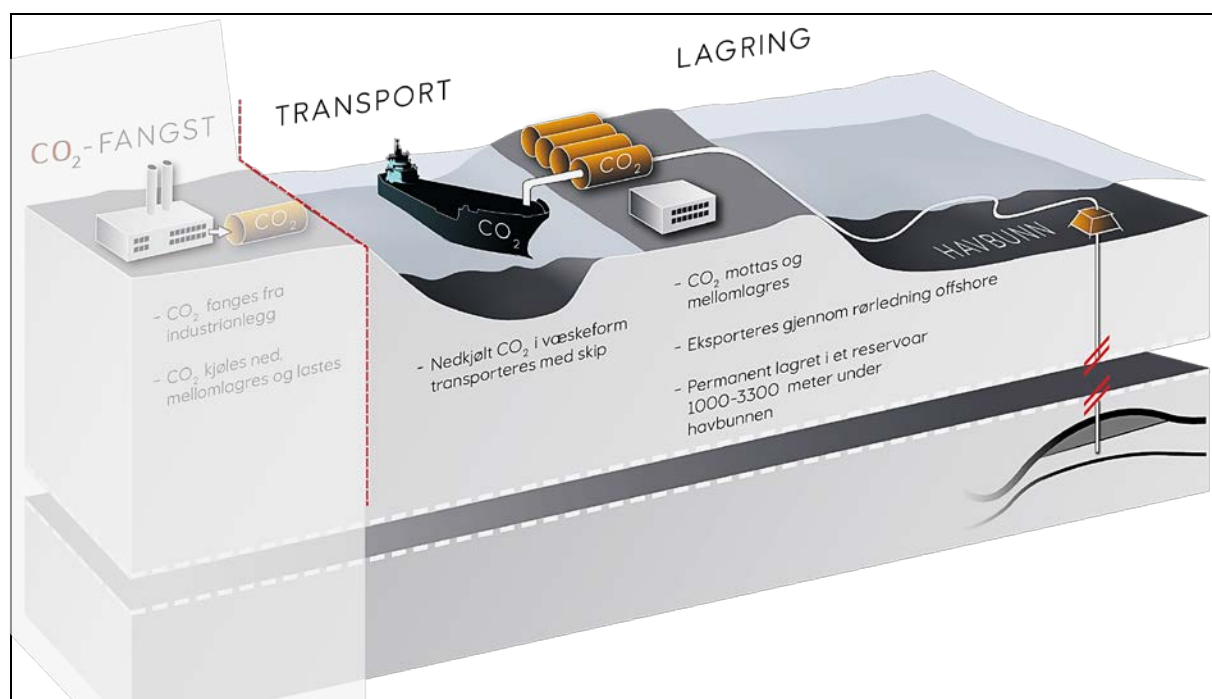 CO₂-FANGST
TRANSPORT
LAGRING
CO₂
CO₂
CO₂
HAVBUNN
- CO₂ fanges fra
industrianlegg
- CO₂ kjøles ned,
mellomlagres og lastes
- Nedkjølt CO₂ i væskeform
transporteres med skip
- CO₂ mottas og
mellomlagres
- Eksporteres gjennom rørledning offshore
- Permanent lagret i et reservoar
1000-3300 meter under
havbunnen